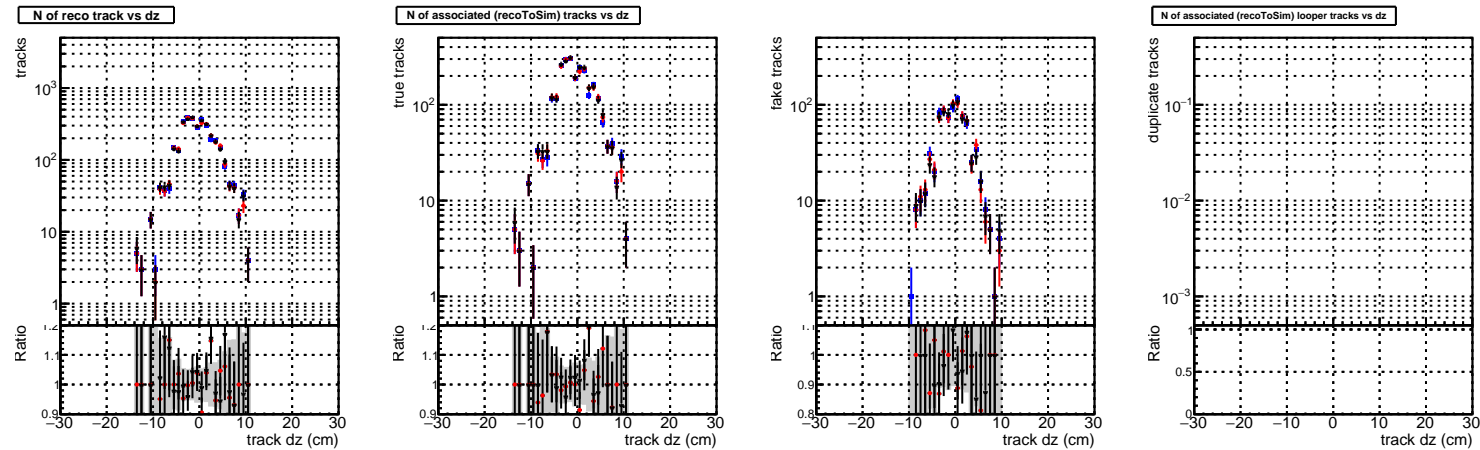 N of reco track vs dz
tracks
10³
10²
10
1
Ratio
1.2
1.1
1
0.9
−30 −20 −10 0 10 20 30
track dz (cm)
N of associated (recoToSim) tracks vs dz
true tracks
10²
10
1
Ratio
1.2
1.1
1
0.9
−30 −20 −10 0 10 20 30
track dz (cm)
fake tracks
10²
10
1
Ratio
1.1
1
0.9
0.8
−30 −20 −10 0 10 20 30
track dz (cm)
N of associated (recoToSim) looper tracks vs dz
duplicate tracks
10⁻¹
10⁻²
10⁻³
Ratio
1
0.5
0
−30 −20 −10 0 10 20 30
track dz (cm)